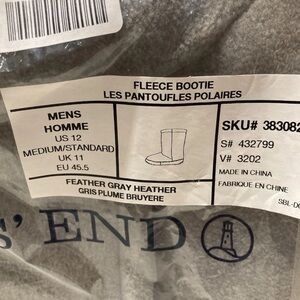 FLEECE BOOTIE
LES PANTOUFLES POLAIRES
MENS
HOMME
US 12
MEDIUM/STANDARD
UK 11
EU 45.5
SKU# 383082
S# 432799
V# 3202
MADE IN CHINA
FABRIQUE EN CHINE
SBL-D
FEATHER GRAY HEATHER
GRIS PLUME BRUYERE
S' END